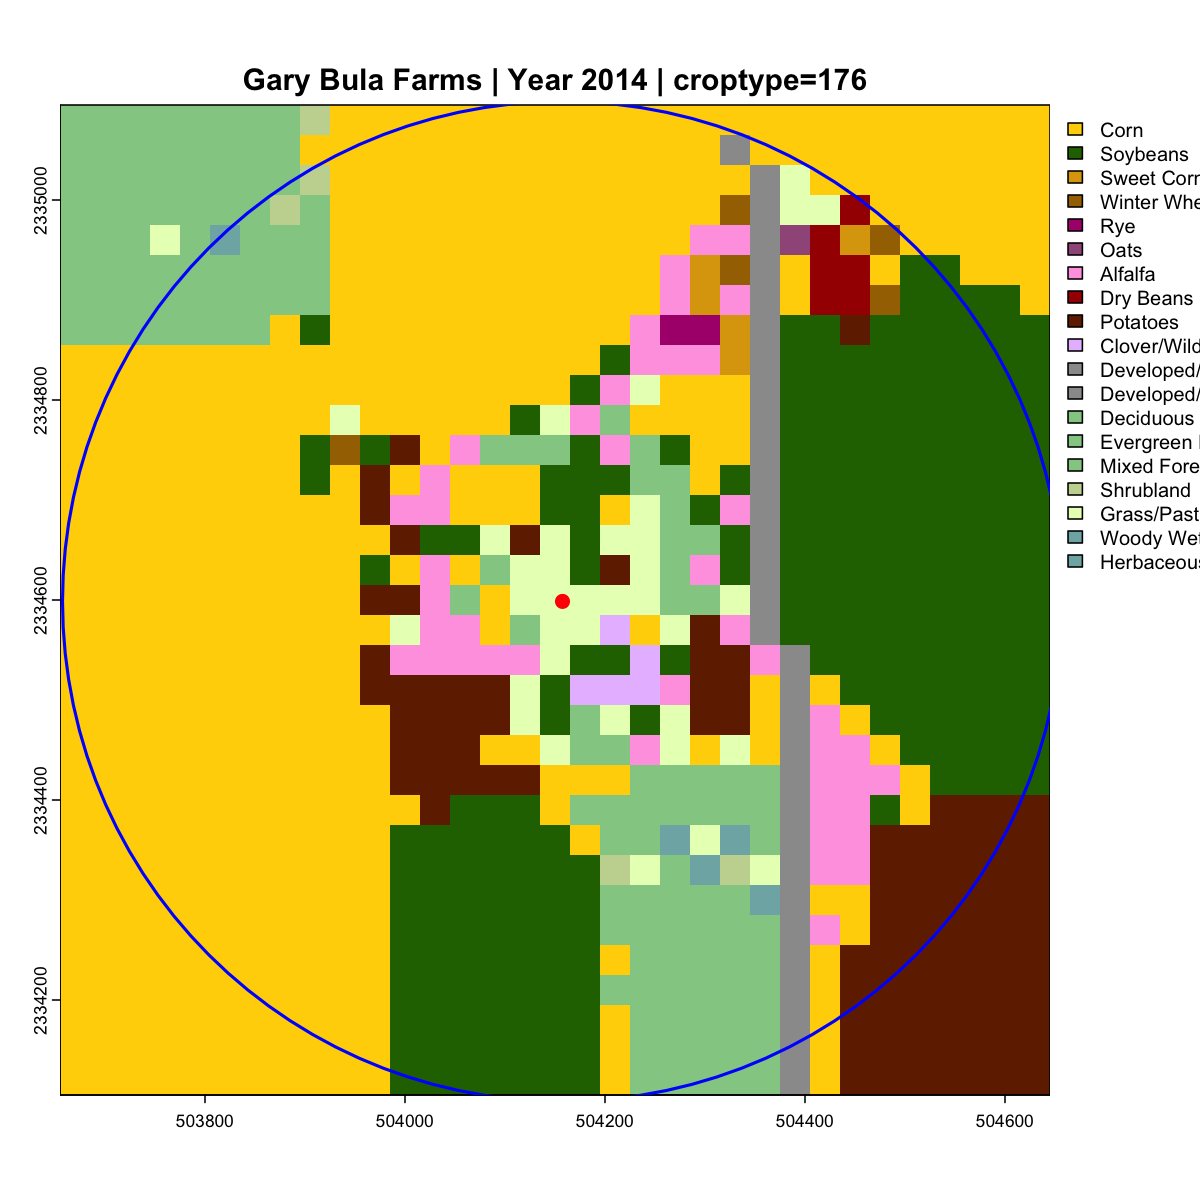 Gary Bula Farms | Year 2014 | croptype=176
2335000
2334800
2334600
2334400
2334200
503800
504000
504200
504400
504600
Corn
Soybeans
Sweet Corn
Winter Whe
Rye
Oats
Alfalfa
Dry Beans
Potatoes
Clover/Wild
Developed/
Developed/
Deciduous
Evergreen
Mixed Fore
Shrubland
Grass/Past
Woody Wet
Herbaceous